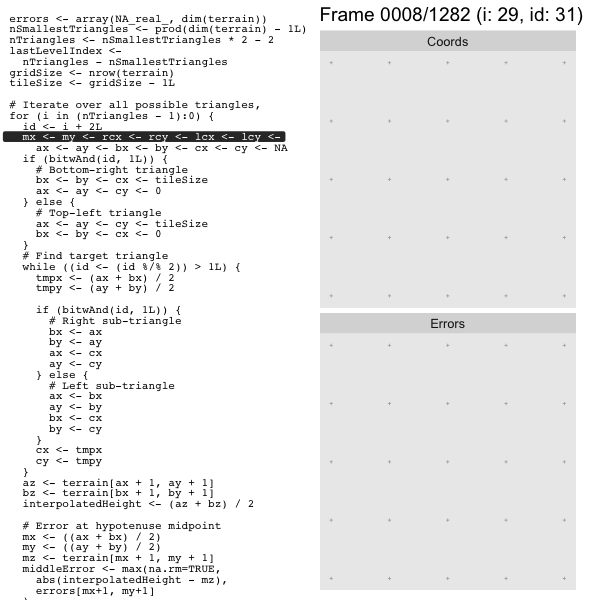 errors <- array(NA_real_, dim(terrain))
nSmallestTriangles <- prod(dim(terrain) - 1L)
nTriangles <- nSmallestTriangles * 2 - 2
lastLevelIndex <-
  nTriangles - nSmallestTriangles
gridSize <- nrow(terrain)
tileSize <- gridSize - 1L

# Iterate over all possible triangles,
for (i in (nTriangles - 1):0) {
  id <- i + 2L
  mx <- my <- rcx <- rcy <- lcx <- lcy <-
    ax <- ay <- bx <- by <- cx <- cy <- NA
  if (bitwAnd(id, 1L)) {
    # Bottom-right triangle
    bx <- by <- cx <- tileSize
    ax <- ay <- cy <- 0
  } else {
    # Top-left triangle
    ax <- ay <- cy <- tileSize
    bx <- by <- cx <- 0
  }
  # Find target triangle
  while ((id <- (id %/% 2)) > 1L) {
    tmpx <- (ax + bx) / 2
    tmpy <- (ay + by) / 2

    if (bitwAnd(id, 1L)) {
      # Right sub-triangle
      bx <- ax
      by <- ay
      ax <- cx
      ay <- cy
    } else {
      # Left sub-triangle
      ax <- bx
      ay <- by
      bx <- cx
      by <- cy
    }
    cx <- tmpx
    cy <- tmpy
  }
  az <- terrain[ax + 1, ay + 1]
  bz <- terrain[bx + 1, by + 1]
  interpolatedHeight <- (az + bz) / 2

  # Error at hypotenuse midpoint
  mx <- ((ax + bx) / 2)
  my <- ((ay + by) / 2)
  mz <- terrain[mx + 1, my + 1]
  middleError <- max(na.rm=TRUE,
    abs(interpolatedHeight - mz),
    errors[mx+1, my+1]
Frame 0008/1282 (i: 29, id: 31)
Coords
Errors